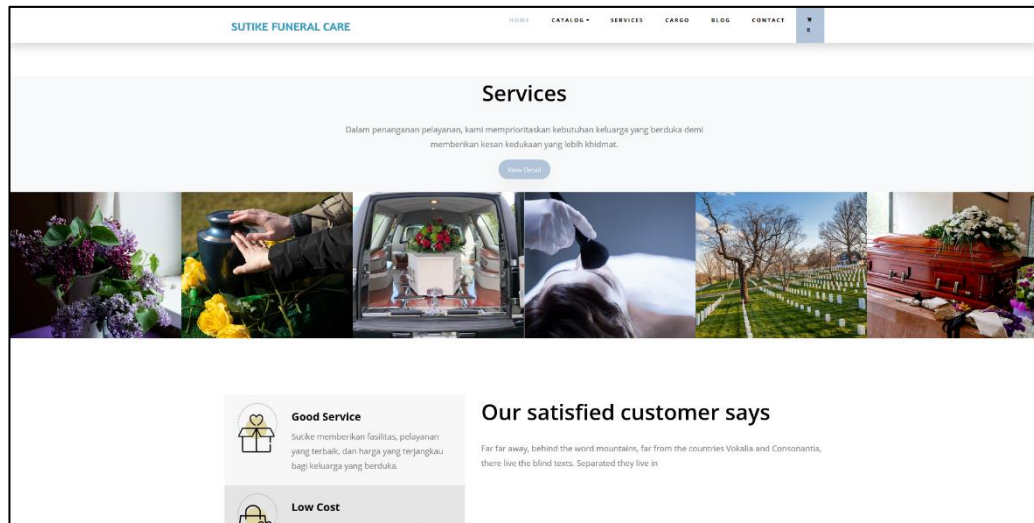 SUTIKE FUNERAL CARE
HOME CATALOG SERVICES CARGO BLOG CONTACT 0
Services
Dalam penanganan pelayanan, kami memprioritaskan kebutuhan keluarga yang berduka demi
memberikan kesan kedukaan yang lebih khidmat.
View Detail
Good Service
Sutike memberikan fasilitas, pelayanan
yang terbaik, dan harga yang terjangkau
bagi keluarga yang berduka.
Low Cost
Our satisfied customer says
Far far away, behind the word mountains, far from the countries Vokalia and Consonantia,
there live the blind texts. Separated they live in